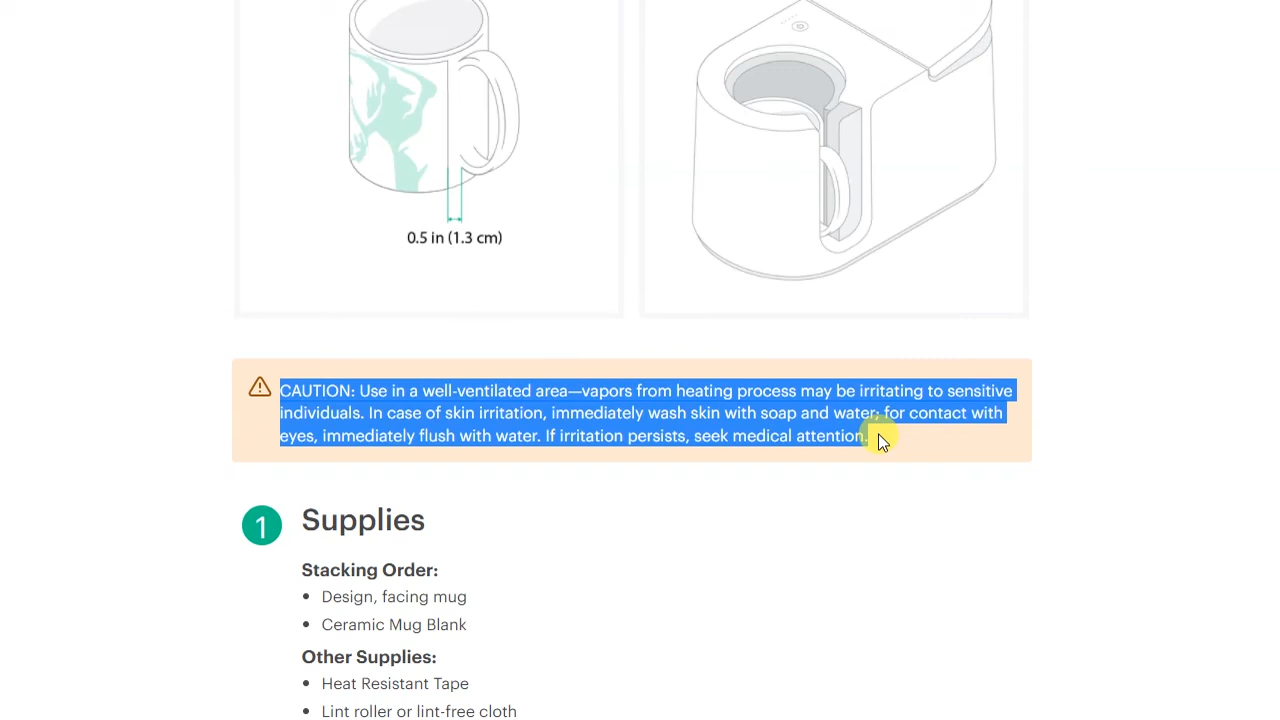 0.5 in (1.3 cm)
CAUTION: Use in a well-ventilated area—vapors from heating process may be irritating to sensitive
individuals. In case of skin irritation, immediately wash skin with soap and water; for contact with
eyes, immediately flush with water. If irritation persists, seek medical attention.
1 Supplies
Stacking Order:
• Design, facing mug
• Ceramic Mug Blank
Other Supplies:
• Heat Resistant Tape
• Lint roller or lint-free cloth